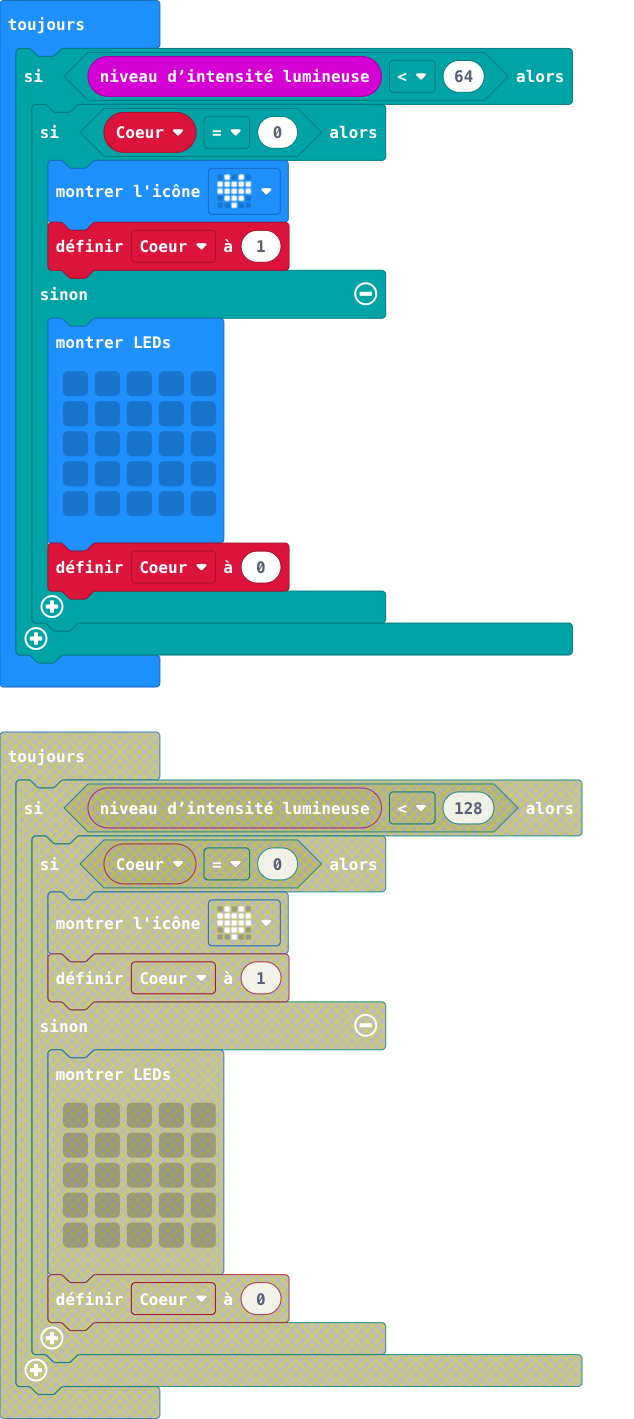 toujours
si niveau d’intensité lumineuse < 64 alors
si Coeur = 0 alors
montrer l'icône
définir Coeur à 1
sinon
montrer LEDs
définir Coeur à 0
toujours
si niveau d’intensité lumineuse < 128 alors
si Coeur = 0 alors
montrer l'icône
définir Coeur à 1
sinon
montrer LEDs
définir Coeur à 0